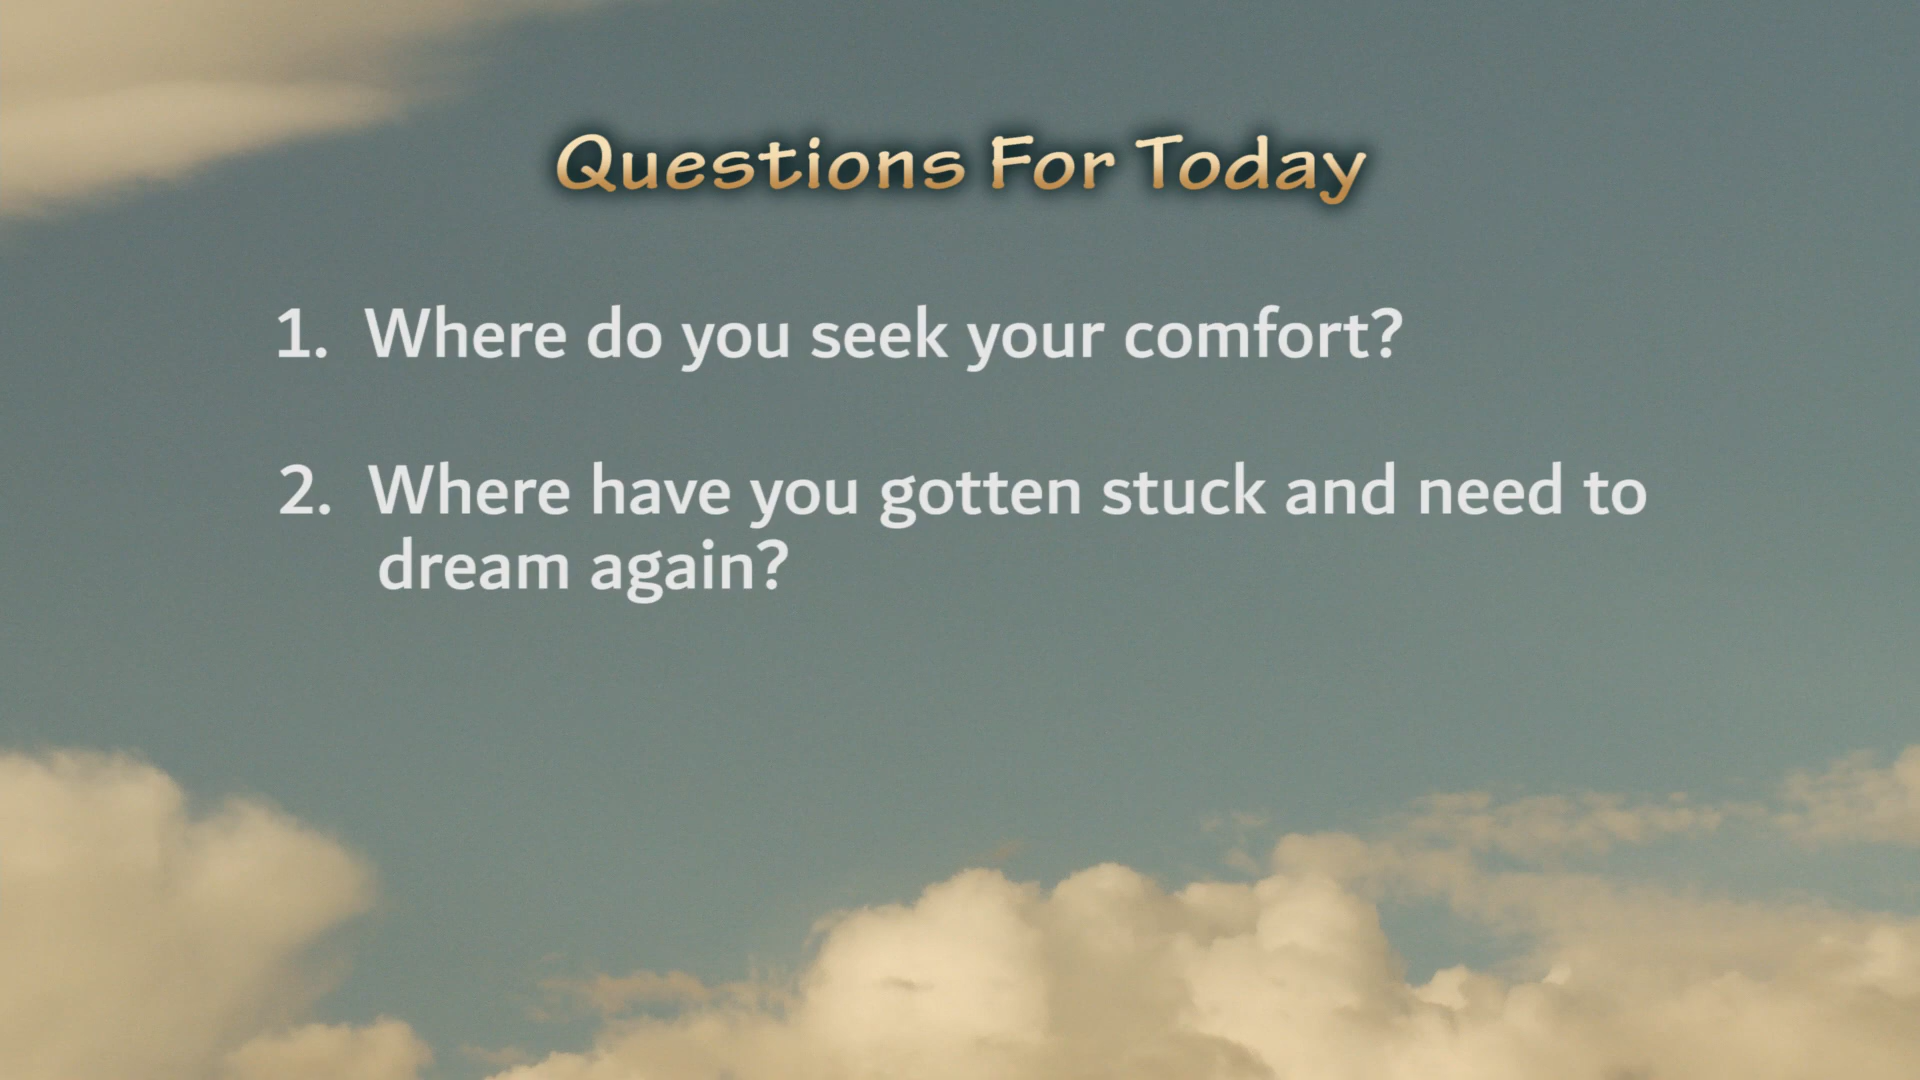 Questions For Today
1. Where do you seek your comfort?
2. Where have you gotten stuck and need to
dream again?